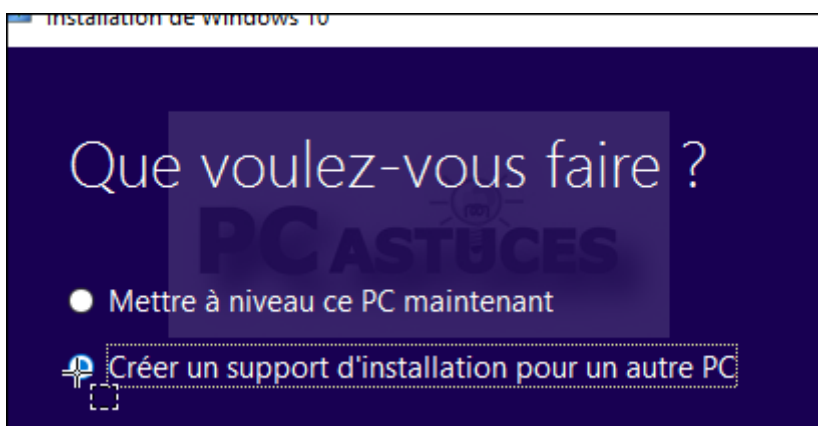 Installation de Windows 10
Que voulez-vous faire ?
PC ASTUCES
Mettre à niveau ce PC maintenant
Créer un support d'installation pour un autre PC